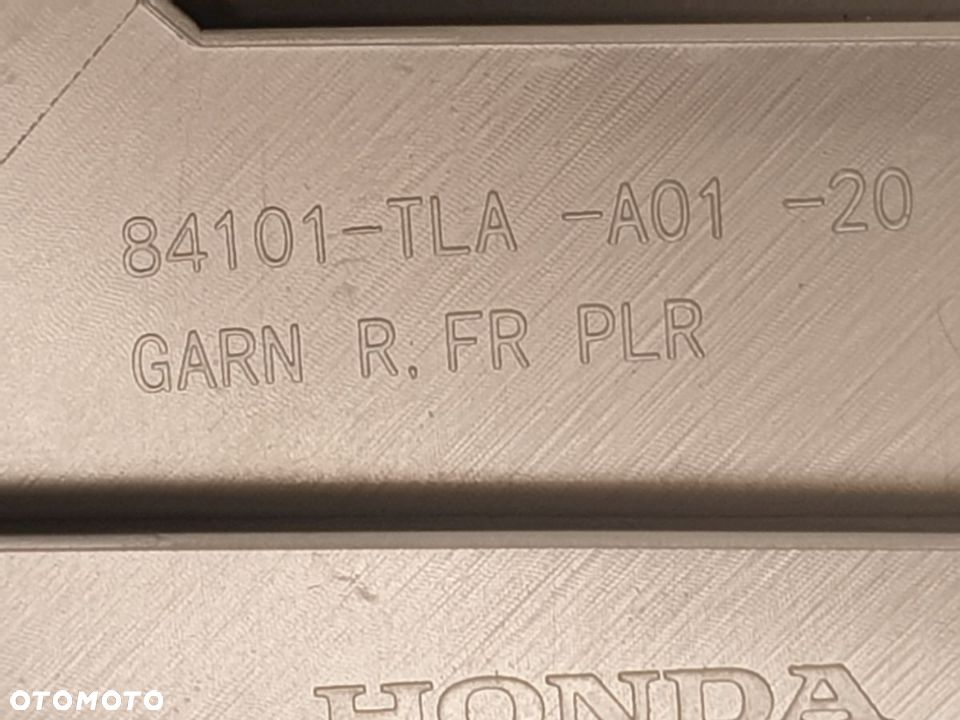 84101-TLA -A01 -20
GARN R, FR PLR
HONDA
OTOMOTO